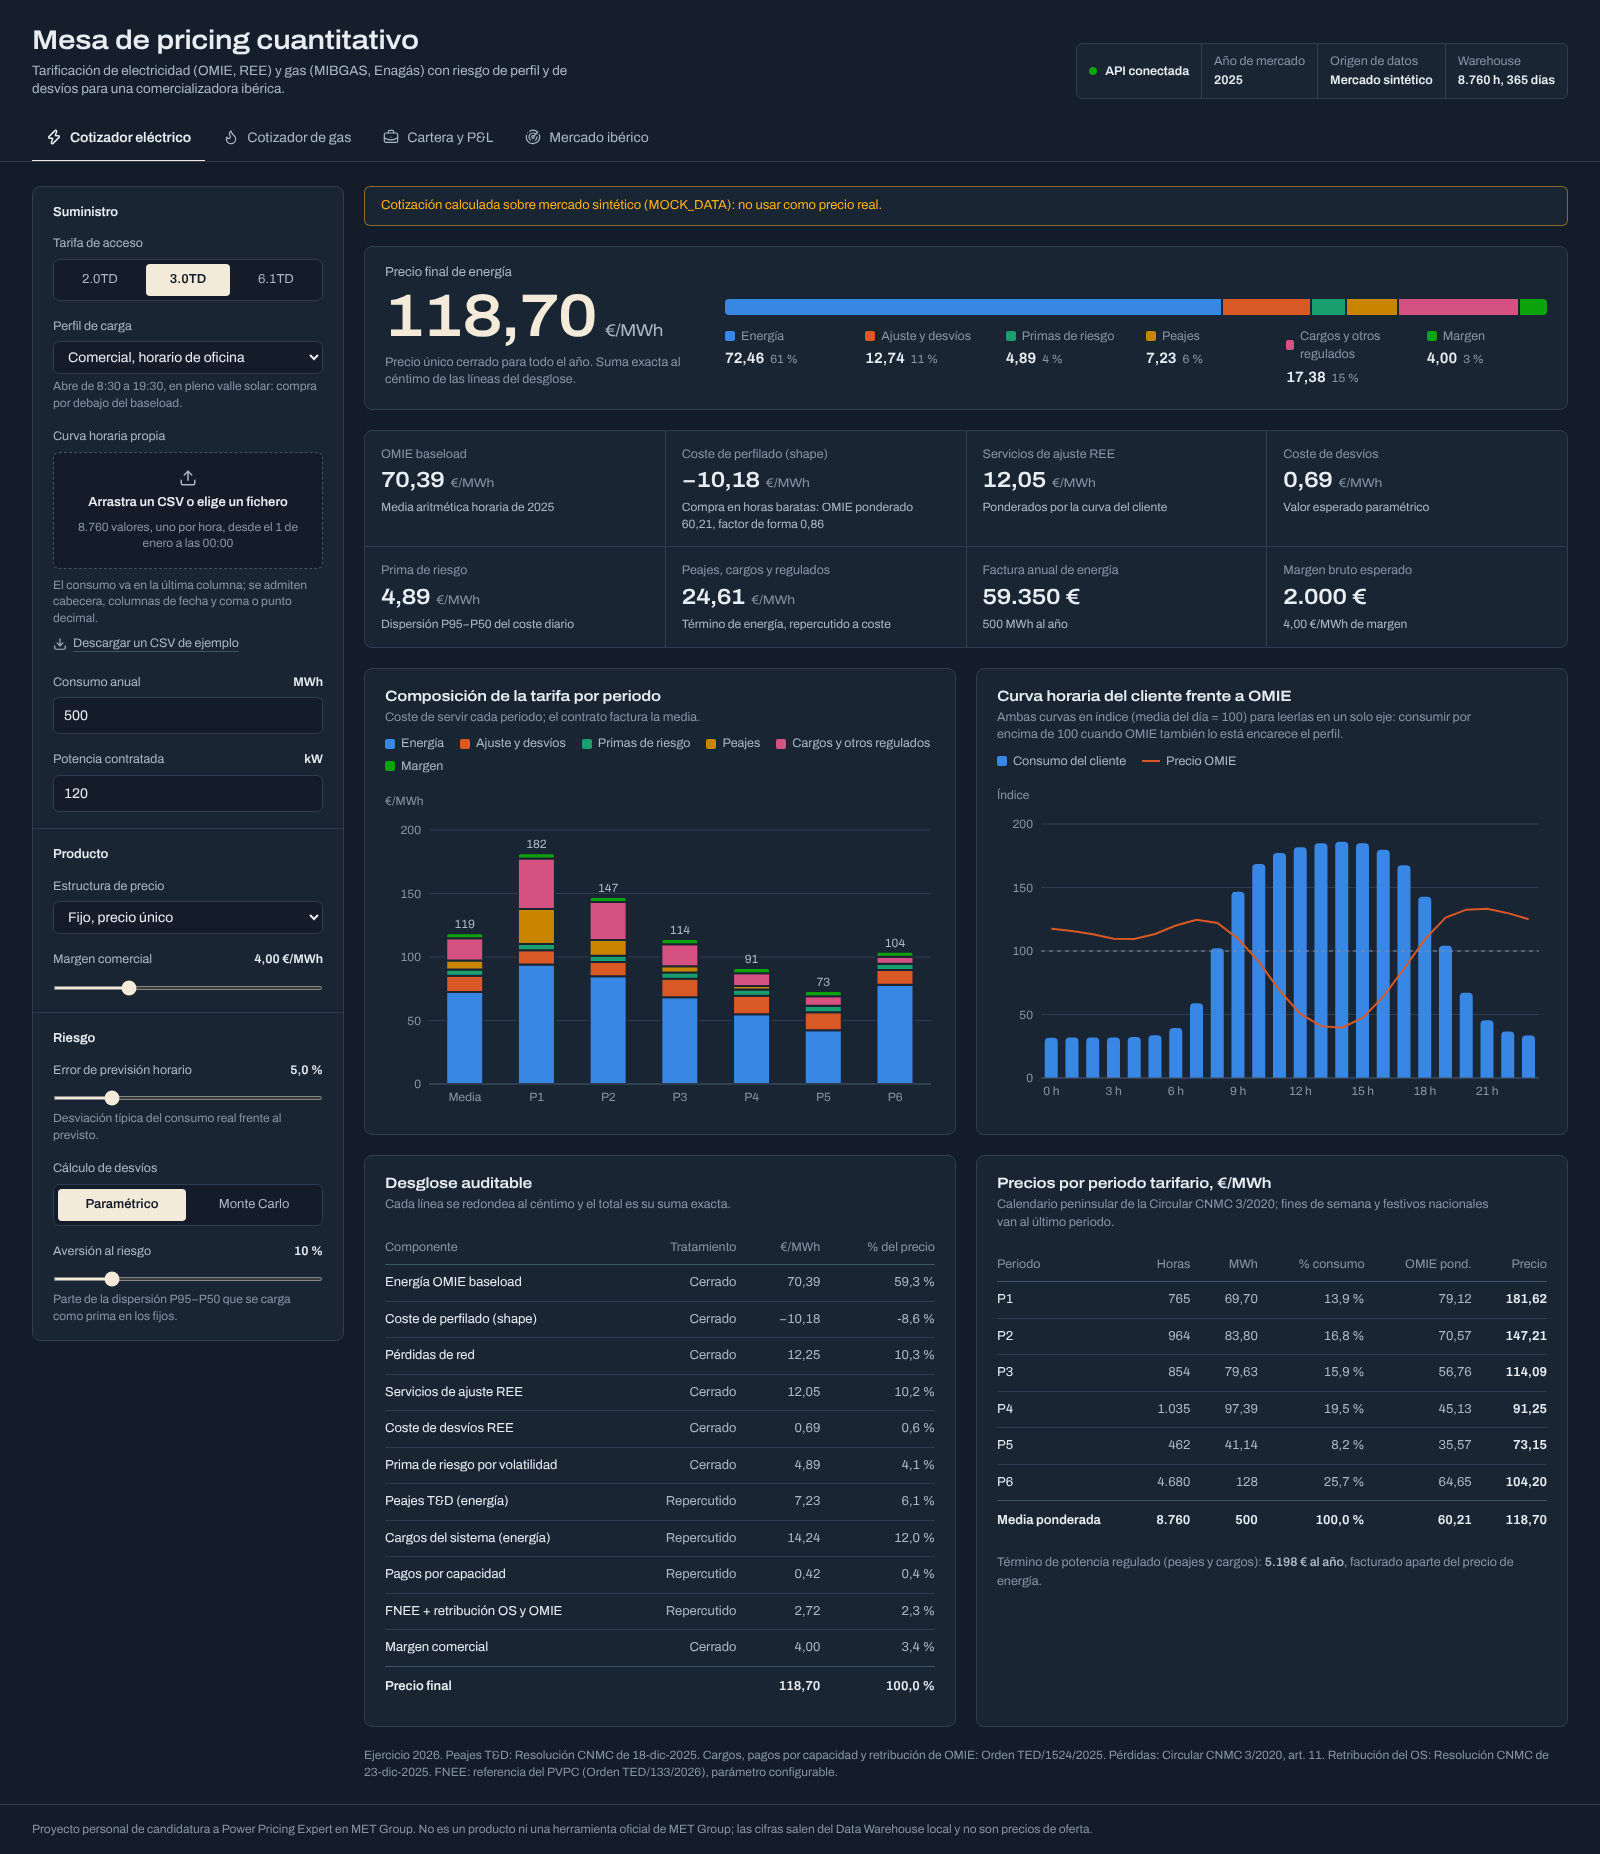 Mesa de pricing cuantitativo
Tarificación de electricidad (OMIE, REE) y gas (MIBGAS, Enagás) con riesgo de perfil y de
desvíos para una comercializadora ibérica.
API conectada
Año de mercado
2025
Origen de datos
Mercado sintético
Warehouse
8.760 h, 365 días
Cotizador eléctrico
Cotizador de gas
Cartera y P&L
Mercado ibérico
Suministro
Tarifa de acceso
2.0TD 3.0TD 6.1TD
Perfil de carga
Comercial, horario de oficina
Abre de 8:30 a 19:30, en pleno valle solar: compra
por debajo del baseload.
Curva horaria propia
Arrastra un CSV o elige un fichero
8.760 valores, uno por hora, desde el 1 de
enero a las 00:00
El consumo va en la última columna; se admiten
cabecera, columnas de fecha y coma o punto
decimal.
Descargar un CSV de ejemplo
Consumo anual MWh
500
Potencia contratada kW
120
Producto
Estructura de precio
Fijo, precio único
Margen comercial 4,00 €/MWh
Riesgo
Error de previsión horario 5,0 %
Desviación típica del consumo real frente al
previsto.
Cálculo de desvíos
Paramétrico Monte Carlo
Aversión al riesgo 10 %
Parte de la dispersión P95–P50 que se carga
como prima en los fijos.
Cotización calculada sobre mercado sintético (MOCK_DATA): no usar como precio real.
Precio final de energía
118,70 €/MWh
Precio único cerrado para todo el año. Suma exacta al
céntimo de las líneas del desglose.
Energía
72,46 61 %
Ajuste y desvíos
12,74 11 %
Primas de riesgo
4,89 4 %
Peajes
7,23 6 %
Cargos y otros
regulados
17,38 15 %
Margen
4,00 3 %
OMIE baseload
70,39 €/MWh
Media aritmética horaria de 2025
Coste de perfilado (shape)
−10,18 €/MWh
Compra en horas baratas: OMIE ponderado
60,21, factor de forma 0,86
Servicios de ajuste REE
12,05 €/MWh
Ponderados por la curva del cliente
Coste de desvíos
0,69 €/MWh
Valor esperado paramétrico
Prima de riesgo
4,89 €/MWh
Dispersión P95–P50 del coste diario
Peajes, cargos y regulados
24,61 €/MWh
Término de energía, repercutido a coste
Factura anual de energía
59.350 €
500 MWh al año
Margen bruto esperado
2.000 €
4,00 €/MWh de margen
Composición de la tarifa por periodo
Coste de servir cada periodo; el contrato factura la media.
Energía Ajuste y desvíos Primas de riesgo Peajes Cargos y otros regulados
Margen
€/MWh
200
150
100
50
0
119 182 147 114 91 73 104
Media P1 P2 P3 P4 P5 P6
Curva horaria del cliente frente a OMIE
Ambas curvas en índice (media del día = 100) para leerlas en un solo eje: consumir por
encima de 100 cuando OMIE también lo está encarece el perfil.
Consumo del cliente Precio OMIE
Índice
200
150
100
50
0
0 h 3 h 6 h 9 h 12 h 15 h 18 h 21 h
Desglose auditable
Cada línea se redondea al céntimo y el total es su suma exacta.
Componente Tratamiento €/MWh % del precio
Energía OMIE baseload Cerrado 70,39 59,3 %
Coste de perfilado (shape) Cerrado −10,18 -8,6 %
Pérdidas de red Cerrado 12,25 10,3 %
Servicios de ajuste REE Cerrado 12,05 10,2 %
Coste de desvíos REE Cerrado 0,69 0,6 %
Prima de riesgo por volatilidad Cerrado 4,89 4,1 %
Peajes T&D (energía) Repercutido 7,23 6,1 %
Cargos del sistema (energía) Repercutido 14,24 12,0 %
Pagos por capacidad Repercutido 0,42 0,4 %
FNEE + retribución OS y OMIE Repercutido 2,72 2,3 %
Margen comercial Cerrado 4,00 3,4 %
Precio final 118,70 100,0 %
Precios por periodo tarifario, €/MWh
Calendario peninsular de la Circular CNMC 3/2020; fines de semana y festivos nacionales
van al último periodo.
Periodo Horas MWh % consumo OMIE pond. Precio
P1 765 69,70 13,9 % 79,12 181,62
P2 964 83,80 16,8 % 70,57 147,21
P3 854 79,63 15,9 % 56,76 114,09
P4 1.035 97,39 19,5 % 45,13 91,25
P5 462 41,14 8,2 % 35,57 73,15
P6 4.680 128 25,7 % 64,65 104,20
Media ponderada 8.760 500 100,0 % 60,21 118,70
Término de potencia regulado (peajes y cargos): 5.198 € al año, facturado aparte del precio de
energía.
Ejercicio 2026. Peajes T&D: Resolución CNMC de 18-dic-2025. Cargos, pagos por capacidad y retribución de OMIE: Orden TED/1524/2025. Pérdidas: Circular CNMC 3/2020, art. 11. Retribución del OS: Resolución CNMC de
23-dic-2025. FNEE: referencia del PVPC (Orden TED/133/2026), parámetro configurable.
Proyecto personal de candidatura a Power Pricing Expert en MET Group. No es un producto ni una herramienta oficial de MET Group; las cifras salen del Data Warehouse local y no son precios de oferta.